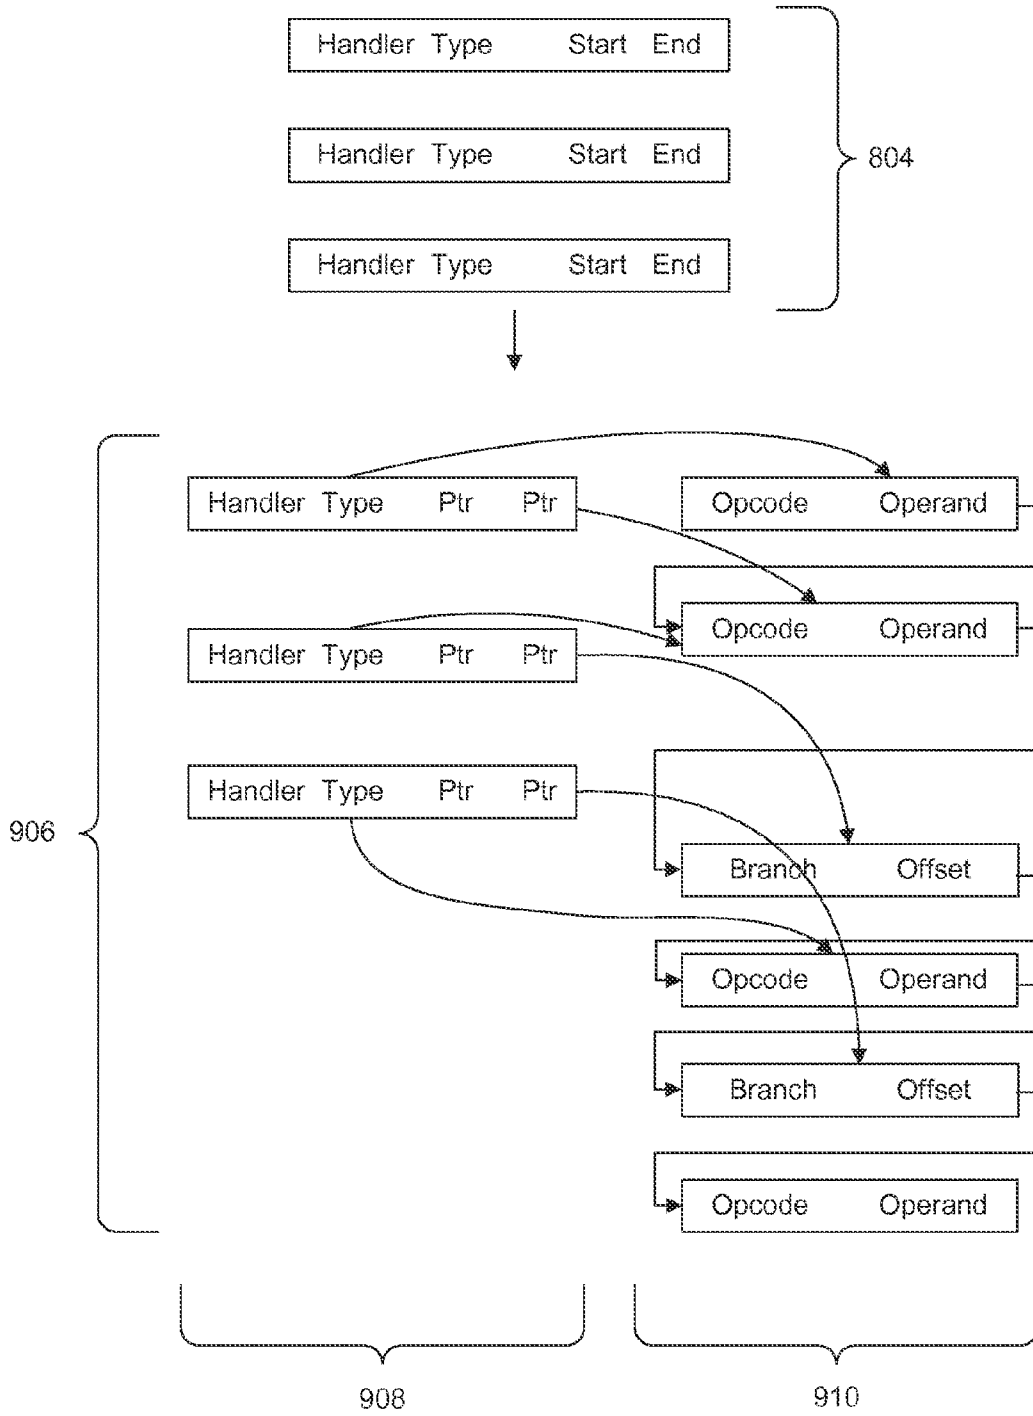 Handler Type Start End
Handler Type Start End
804
Handler Type Start End
Handler Type Ptr Ptr
Opcode Operand
Handler Type Ptr Ptr
Opcode Operand
Handler Type Ptr Ptr
906
Branch Offset
Opcode Operand
Branch Offset
Opcode Operand
908
910